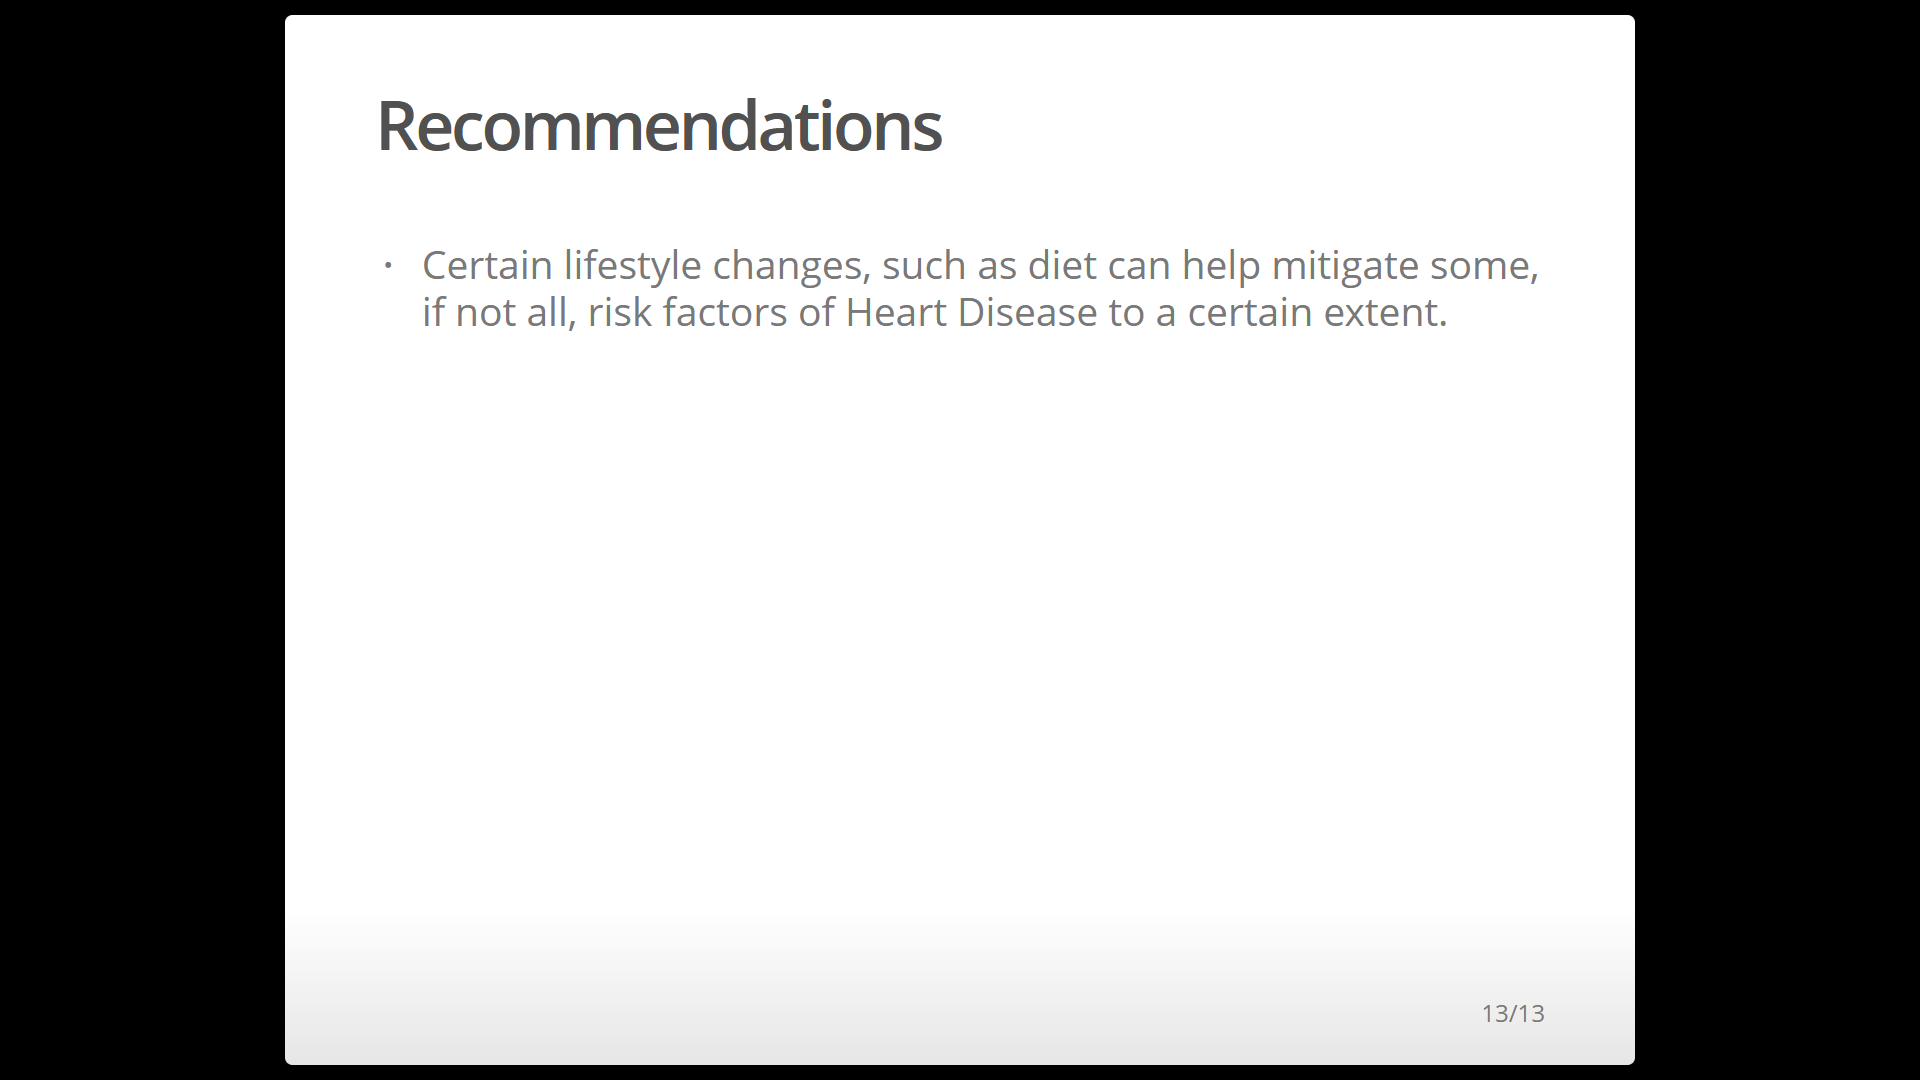 Recommendations
• Certain lifestyle changes, such as diet can help mitigate some,
if not all, risk factors of Heart Disease to a certain extent.
13/13